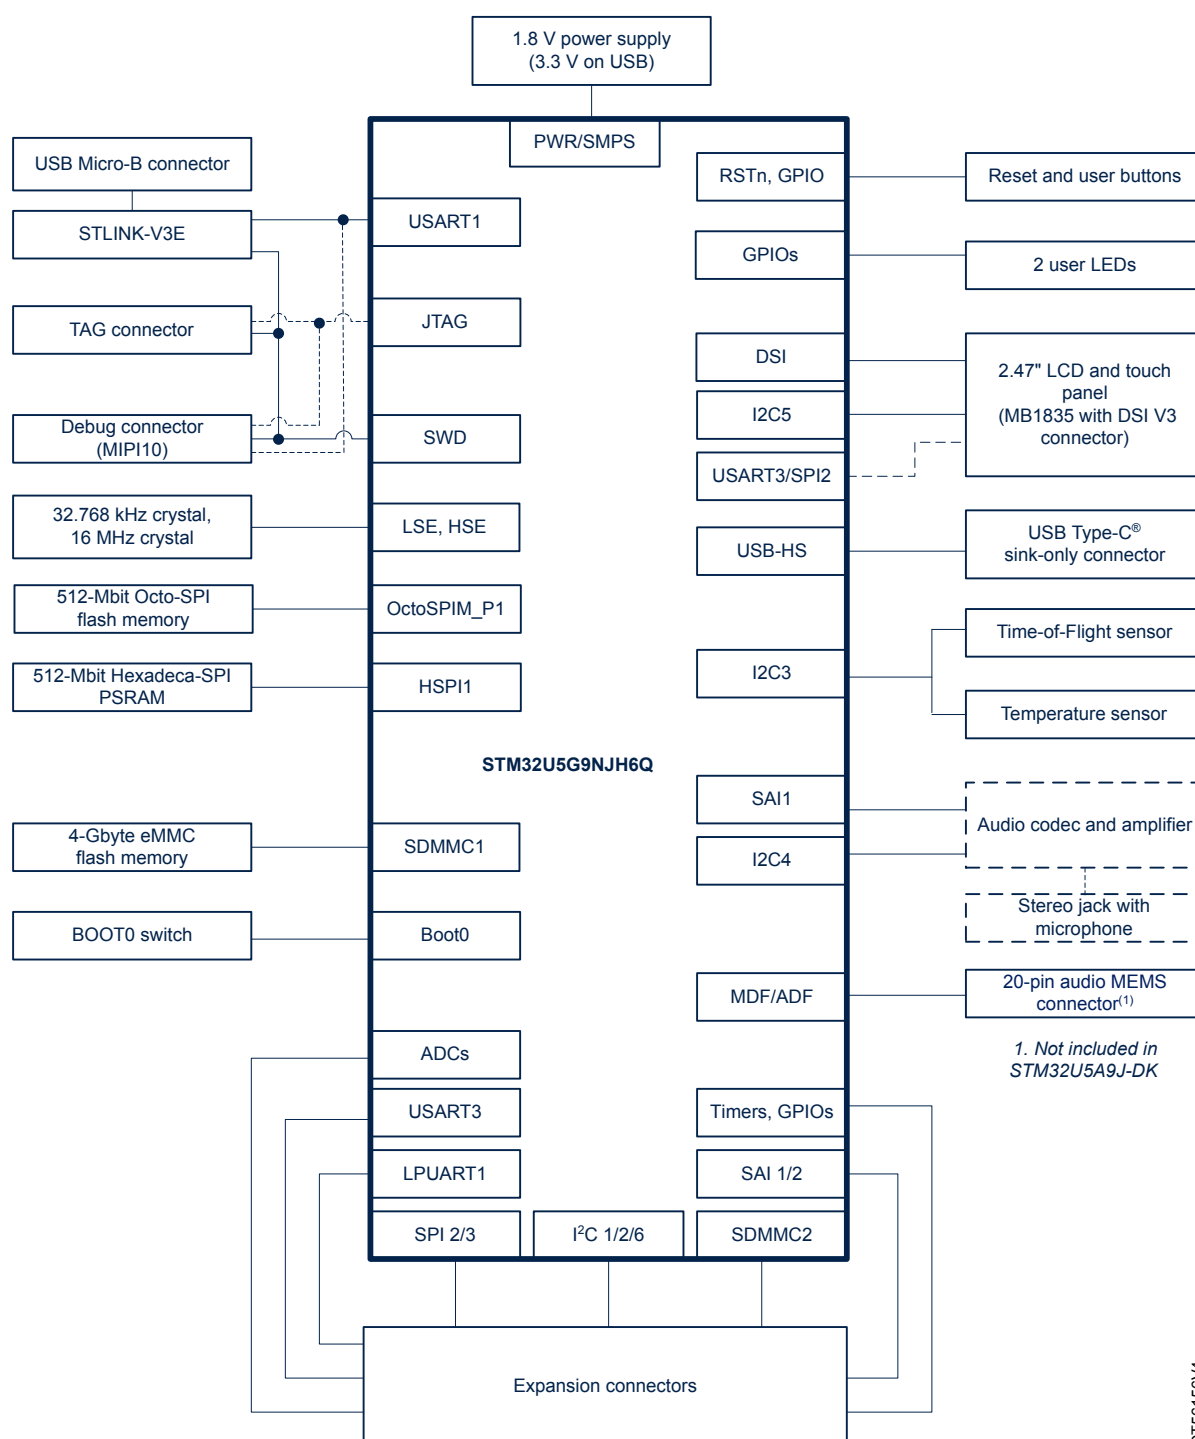 1.8 V power supply
(3.3 V on USB)
PWR/SMPS
USB Micro-B connector
STLINK-V3E
TAG connector
Debug connector
(MIPI10)
32.768 kHz crystal,
16 MHz crystal
512-Mbit Octo-SPI
flash memory
512-Mbit Hexadeca-SPI
PSRAM
4-Gbyte eMMC
flash memory
BOOT0 switch
USART1
JTAG
SWD
LSE, HSE
OctoSPIM_P1
HSPI1
STM32U5G9NJH6Q
SDMMC1
Boot0
ADCs
USART3
LPUART1
SPI 2/3
I²C 1/2/6
RSTn, GPIO
GPIOs
DSI
I2C5
USART3/SPI2
USB-HS
I2C3
SAI1
I2C4
MDF/ADF
Timers, GPIOs
SAI 1/2
SDMMC2
Reset and user buttons
2 user LEDs
2.47" LCD and touch
panel
(MB1835 with DSI V3
connector)
USB Type-C®
sink-only connector
Time-of-Flight sensor
Temperature sensor
Audio codec and amplifier
Stereo jack with
microphone
20-pin audio MEMS
connector(1)
1. Not included in
STM32U5A9J-DK
Expansion connectors